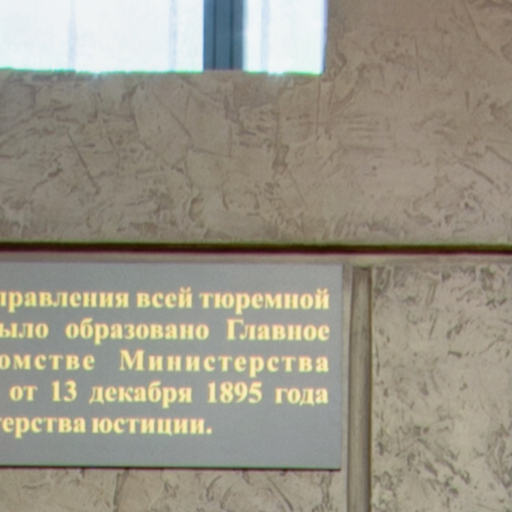 правления всей тюремной
ыло образовано Главное
омстве Министерства
от 13 декабря 1895 года
ерства юстиции.